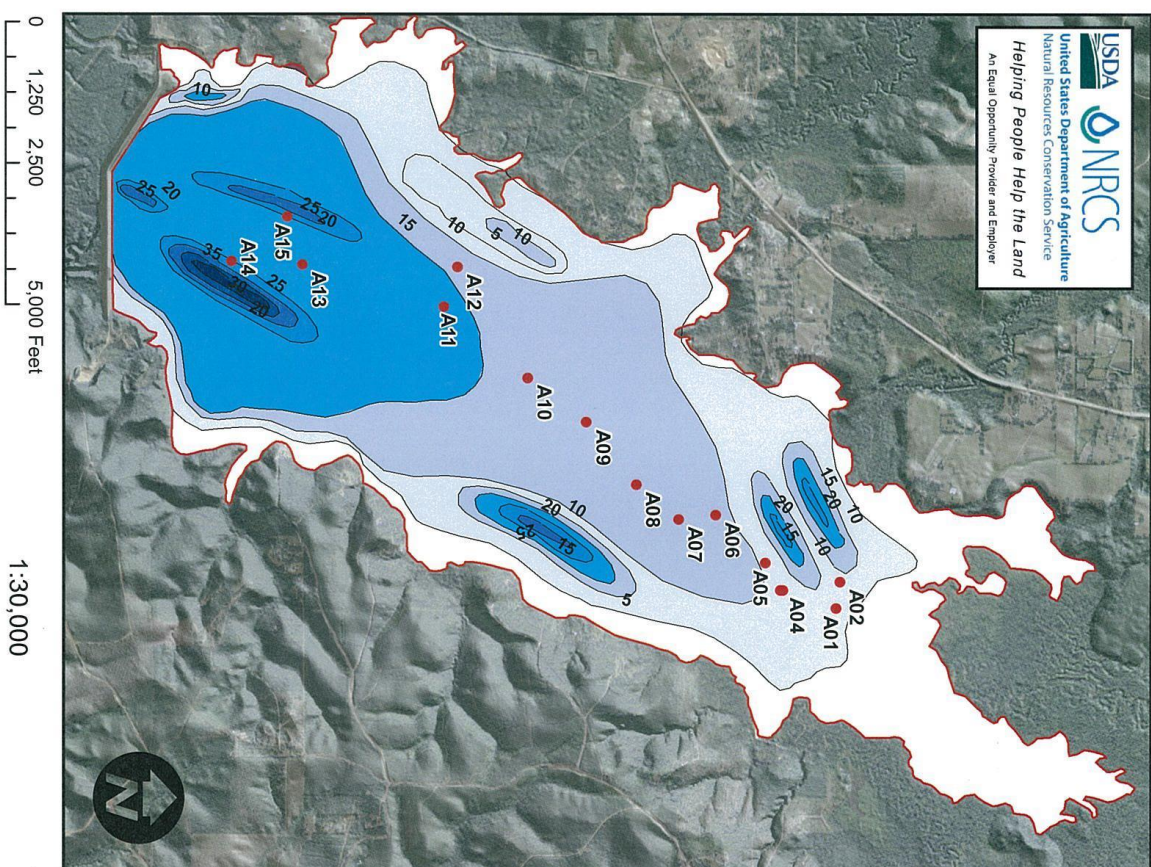 USDA NRCS
United States Department of Agriculture
Natural Resources Conservation Service
Helping People Help the Land
An Equal Opportunity Provider and Employer
10
15
20
10
20
15
A02
A01
A04
A05
A06
A07
A08
A09
A10
10
20
15
5
5
10
10
15
A12
A11
25
20
A15
A13
A14
35
25
20
10
25
20
N
0 1,250 2,500 5,000 Feet
1:30,000